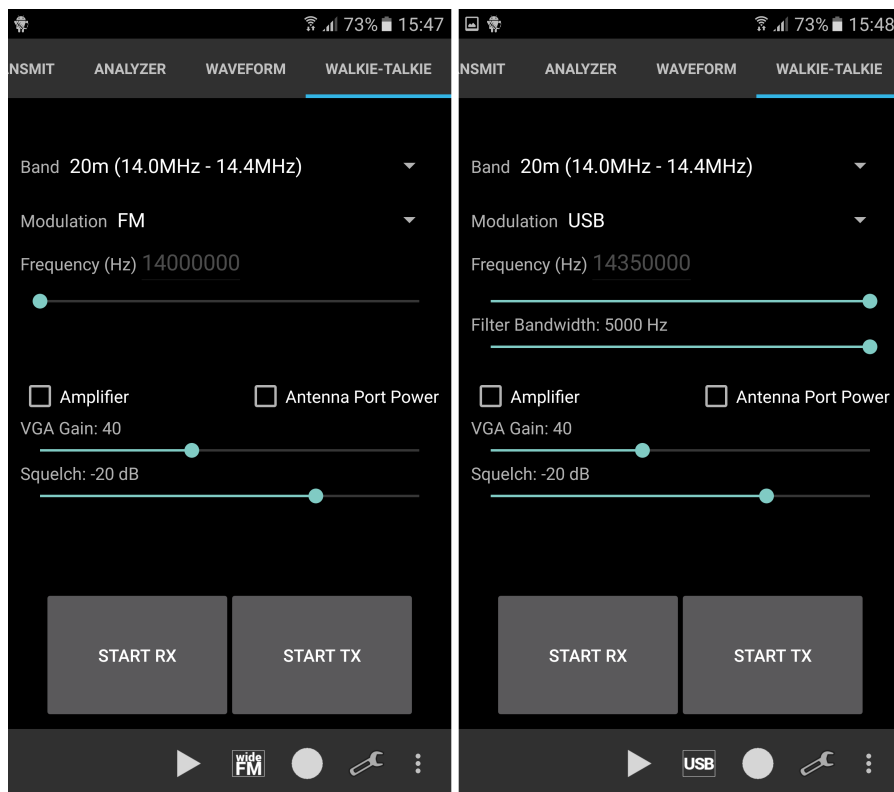 73% 15:47
NSMIT ANALYZER WAVEFORM WALKIE-TALKIE
Band 20m (14.0MHz - 14.4MHz)
Modulation FM
Frequency (Hz) 14000000
Amplifier Antenna Port Power
VGA Gain: 40
Squelch: -20 dB
START RX START TX
wide
FM
73% 15:48
NSMIT ANALYZER WAVEFORM WALKIE-TALKIE
Band 20m (14.0MHz - 14.4MHz)
Modulation USB
Frequency (Hz) 14350000
Filter Bandwidth: 5000 Hz
Amplifier Antenna Port Power
VGA Gain: 40
Squelch: -20 dB
START RX START TX
USB